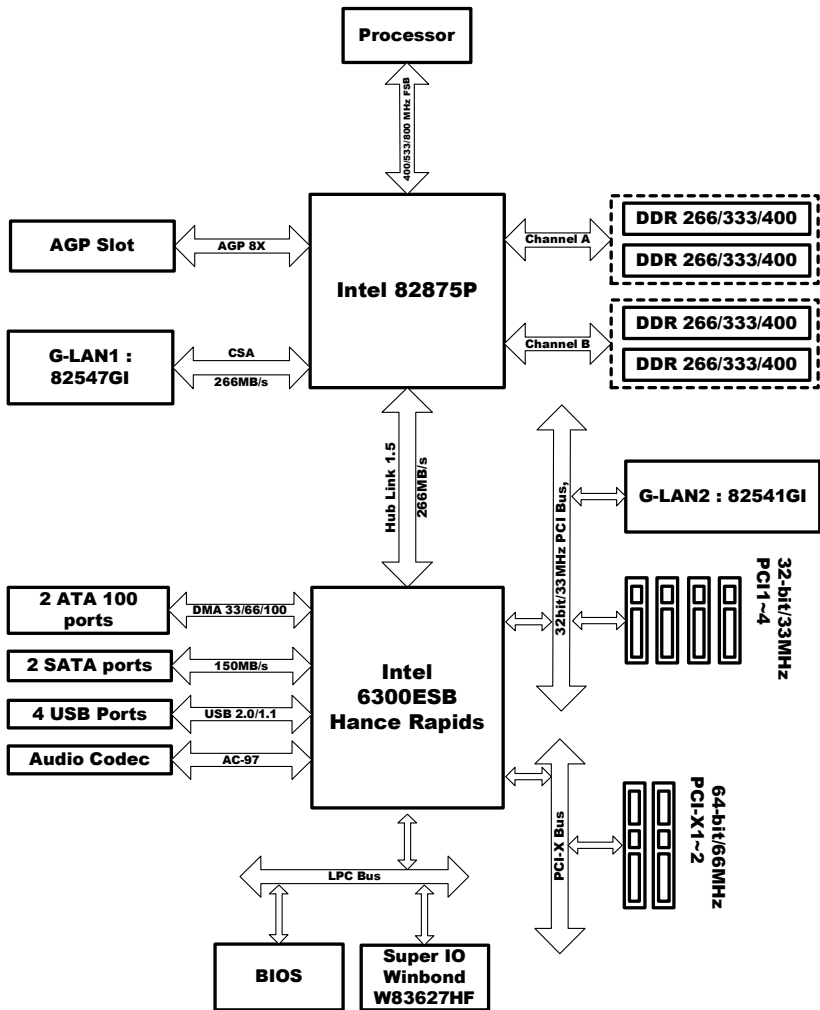 Processor
400/533/800 MHz FSB
AGP Slot
AGP 8X
Intel 82875P
Channel A
DDR 266/333/400
DDR 266/333/400
G-LAN1 :
82547GI
CSA
266MB/s
Channel B
DDR 266/333/400
DDR 266/333/400
Hub Link 1.5
266MB/s
32bit/33MHz PCI Bus,
G-LAN2 : 82541GI
32-bit/33MHz
PCI1~4
2 ATA 100
ports
DMA 33/66/100
2 SATA ports
150MB/s
4 USB Ports
USB 2.0/1.1
Audio Codec
AC-97
Intel
6300ESB
Hance Rapids
PCI-X Bus
64-bit/66MHz
PCI-X1~2
LPC Bus
BIOS
Super IO
Winbond
W83627HF